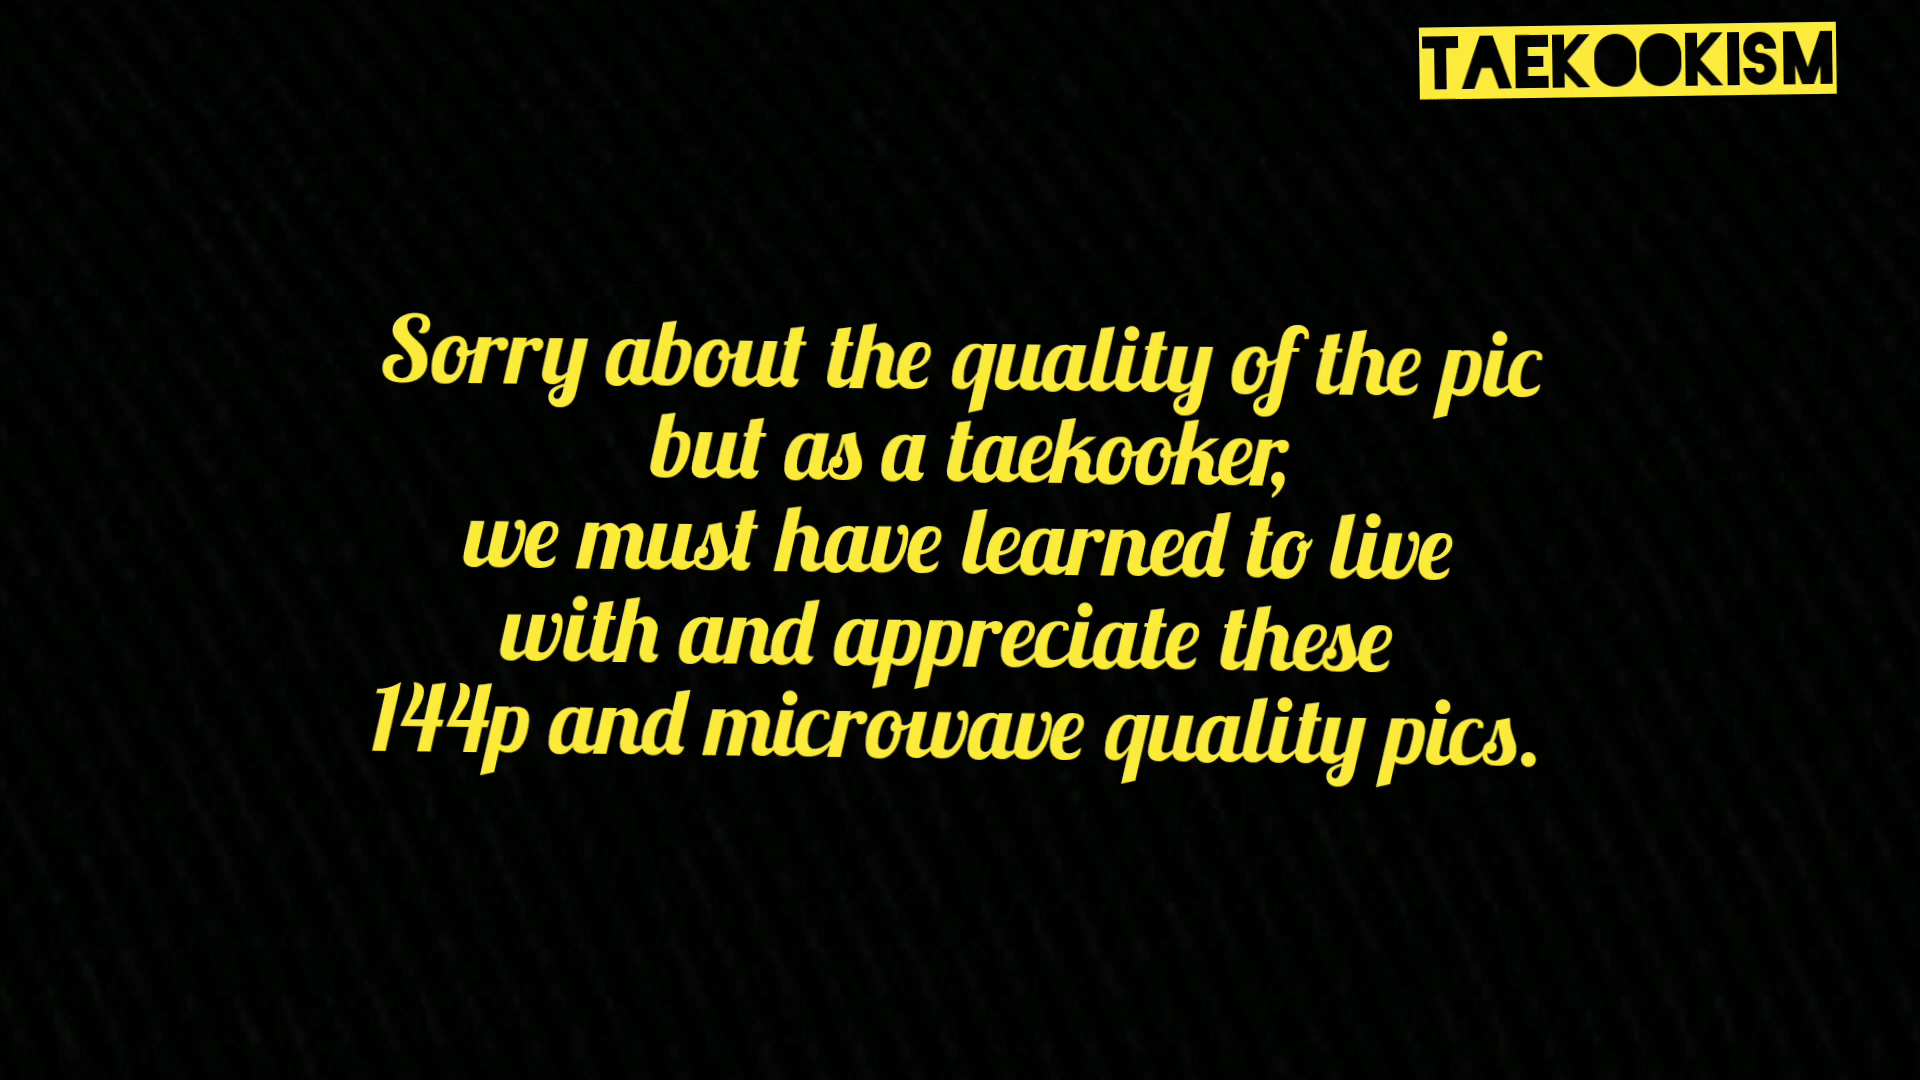 TAEKOOKISM
Sorry about the quality of the pic
but as a taekooker,
we must have learned to live
with and appreciate these
144p and microwave quality pics.